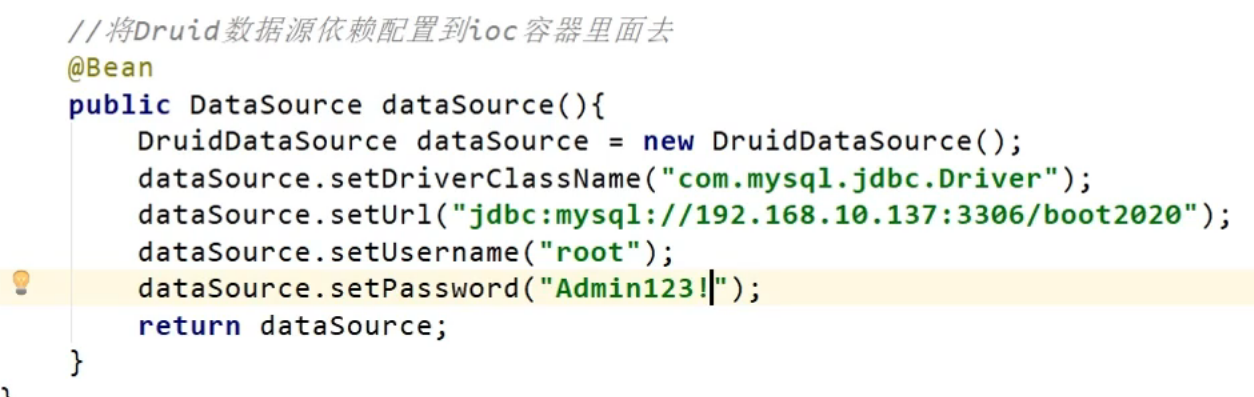 //将Druid数据源依赖配置到ioc容器里面去
@Bean
public DataSource dataSource(){
DruidDataSource dataSource = new DruidDataSource();
dataSource.setDriverClassName("com.mysql.jdbc.Driver");
dataSource.setUrl("jdbc:mysql://192.168.10.137:3306/boot2020");
dataSource.setUsername("root");
dataSource.setPassword("Admin123!");
return dataSource;
}
}